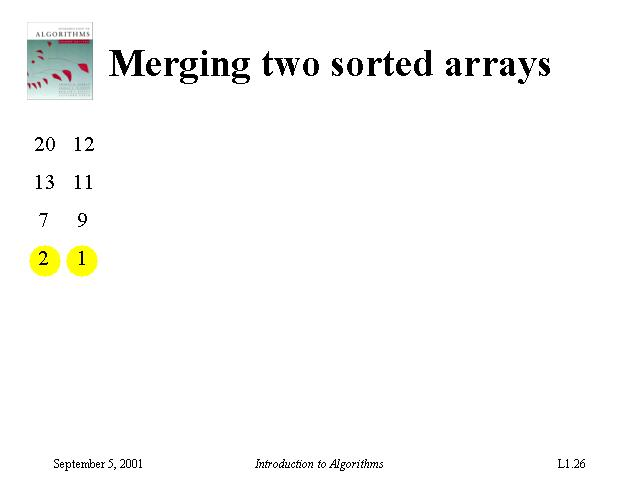 ALGORITHMS
Merging two sorted arrays
20 12
13 11
7 9
2 1
September 5, 2001 Introduction to Algorithms L1.26